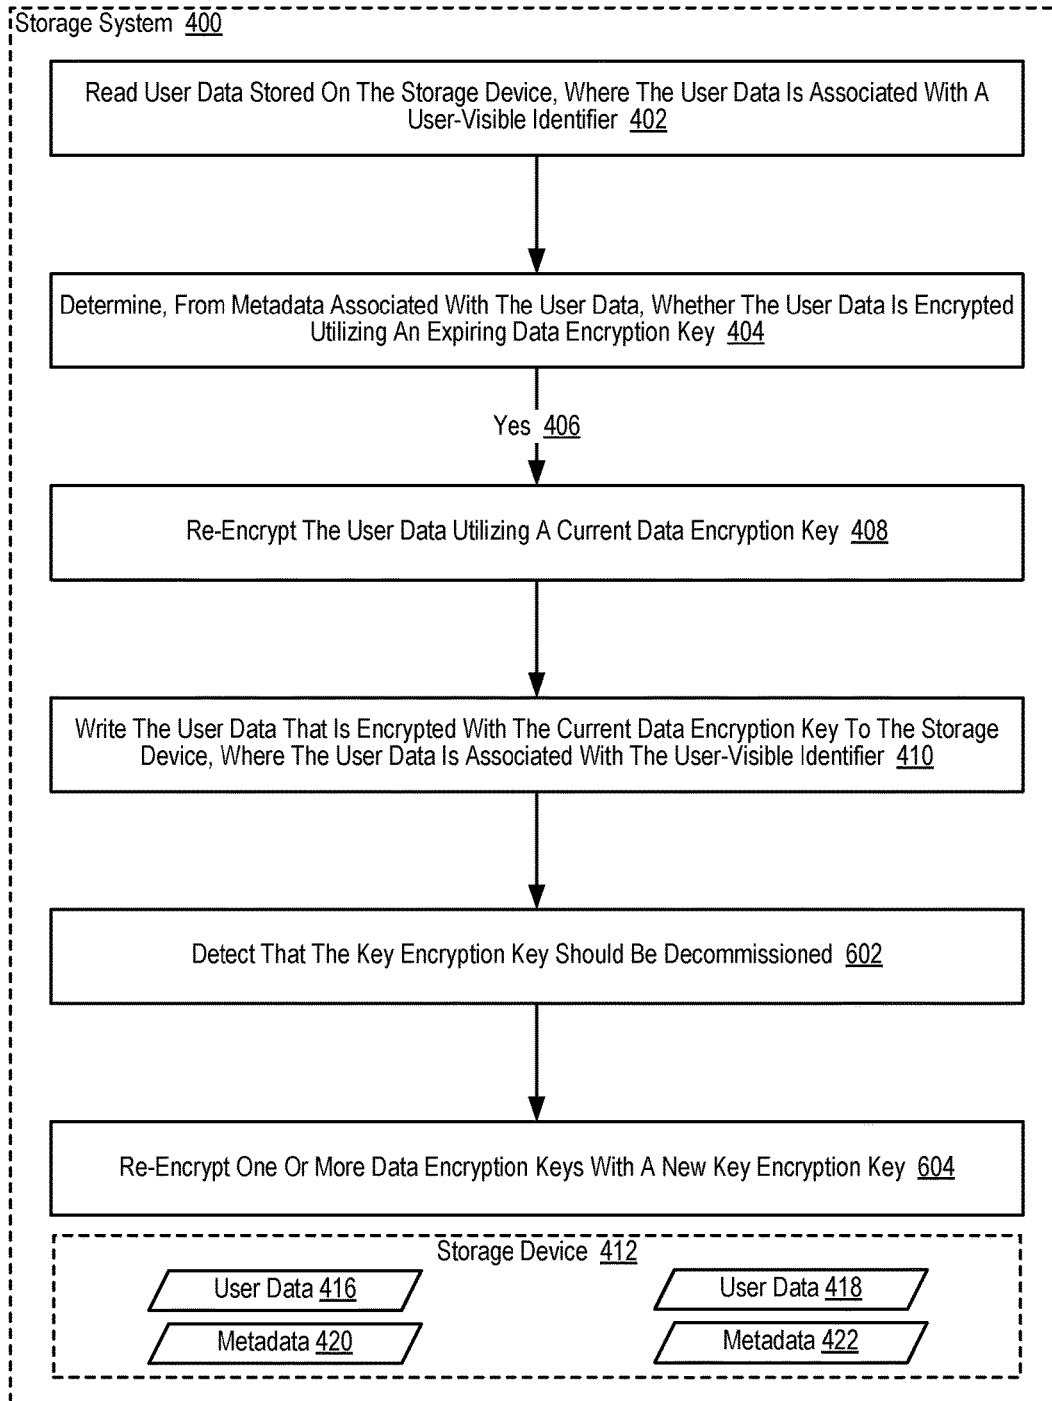 Storage System 400
Read User Data Stored On The Storage Device, Where The User Data Is Associated With A
User-Visible Identifier 402
Determine, From Metadata Associated With The User Data, Whether The User Data Is Encrypted
Utilizing An Expiring Data Encryption Key 404
Yes 406
Re-Encrypt The User Data Utilizing A Current Data Encryption Key 408
Write The User Data That Is Encrypted With The Current Data Encryption Key To The Storage
Device, Where The User Data Is Associated With The User-Visible Identifier 410
Detect That The Key Encryption Key Should Be Decommissioned 602
Re-Encrypt One Or More Data Encryption Keys With A New Key Encryption Key 604
Storage Device 412
User Data 416
User Data 418
Metadata 420
Metadata 422